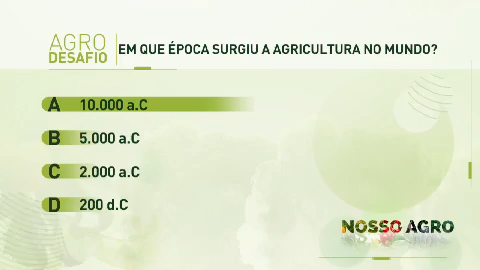 AGRO
DESAFIO
EM QUE ÉPOCA SURGIU A AGRICULTURA NO MUNDO?
A 10.000 a.C
B 5.000 a.C
C 2.000 a.C
D 200 d.C
NOSSO AGRO